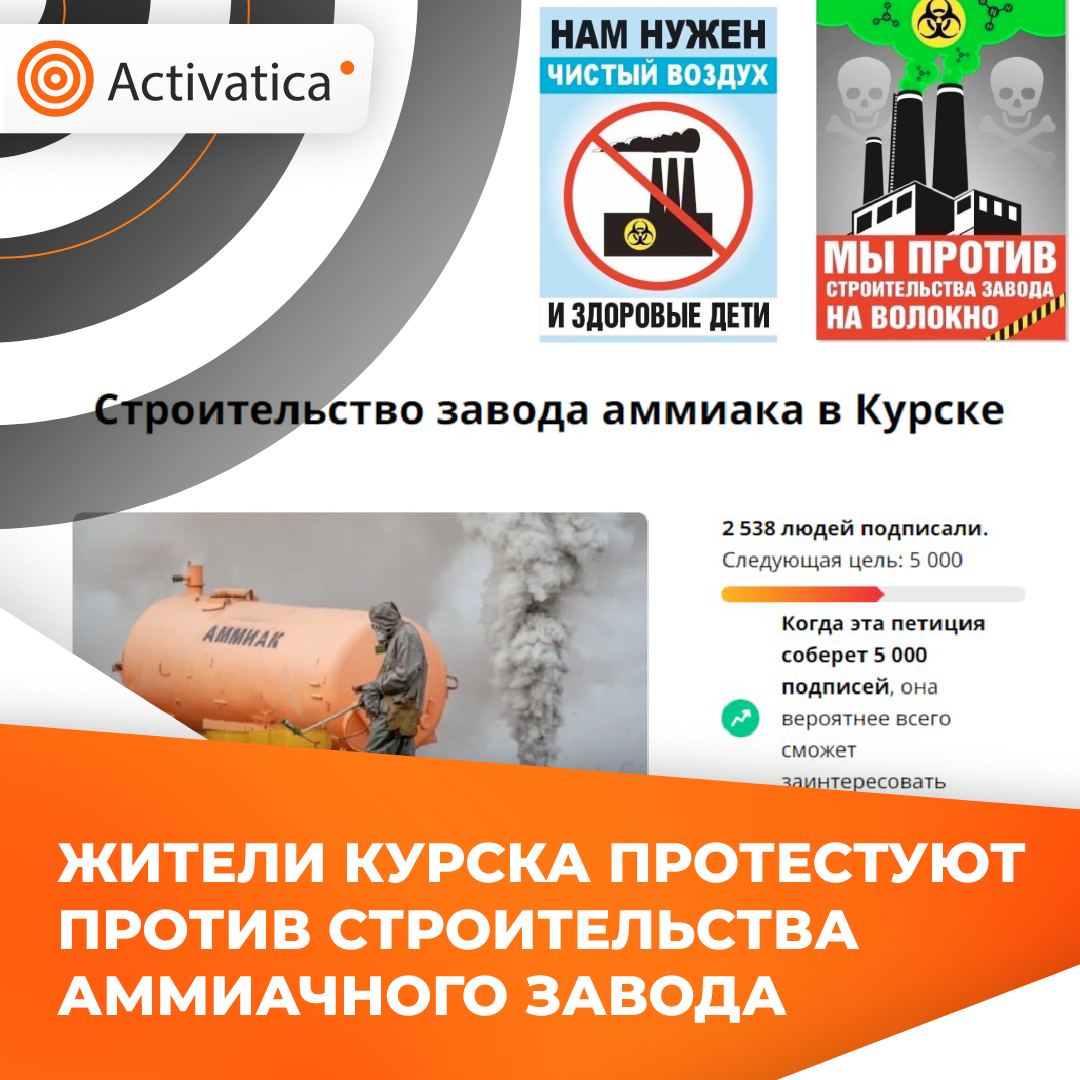 Activatica
НАМ НУЖЕН
ЧИСТЫЙ ВОЗДУХ
И ЗДОРОВЫЕ ДЕТИ
МЫ ПРОТИВ
СТРОИТЕЛЬСТВА ЗАВОДА
НА ВОЛОКНО
Строительство завода аммиака в Курске
АММИАК
2 538 людей подписали.
Следующая цель: 5 000
Когда эта петиция
соберет 5 000
подписей, она
вероятнее всего
сможет
заинтересовать
ЖИТЕЛИ КУРСКА ПРОТЕСТУЮТ
ПРОТИВ СТРОИТЕЛЬСТВА
АММИАЧНОГО ЗАВОДА